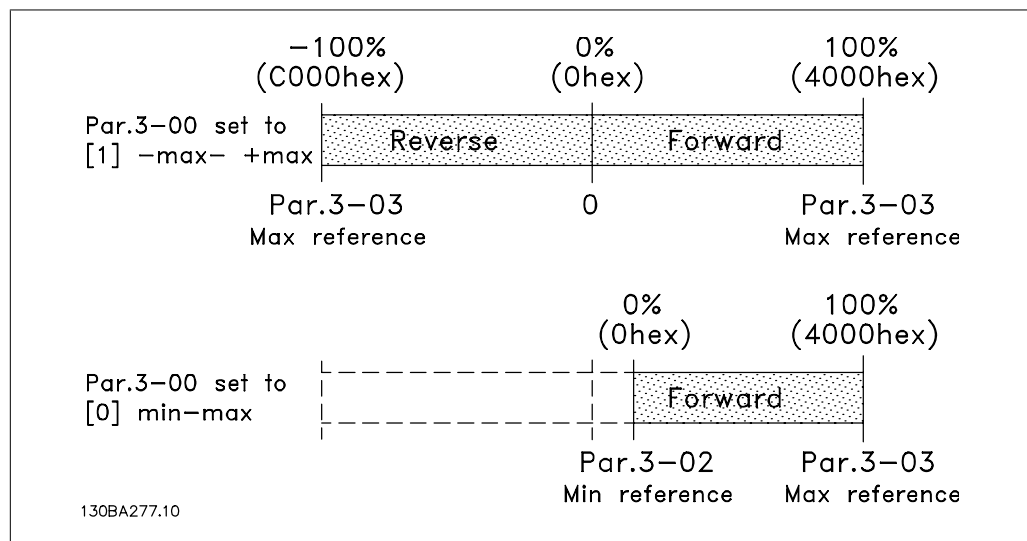 -100% 0% 100%
(C000hex) (0hex) (4000hex)
Par.3-00 set to
[1] -max- +max
Reverse Forward
Par.3-03 0 Par.3-03
Max reference Max reference
0% 100%
(0hex) (4000hex)
Par.3-00 set to
[0] min-max
Forward
Par.3-02 Par.3-03
Min reference Max reference
130BA277.10